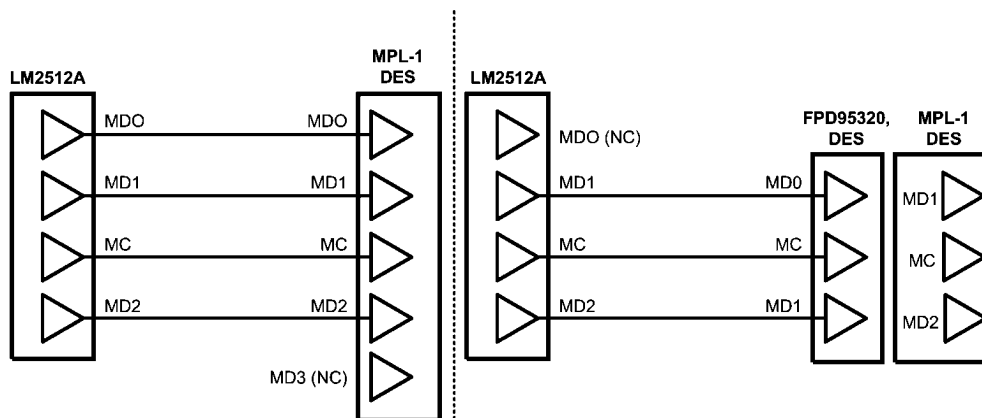 LM2512A
MPL-1
DES
MDO
MDO
MD1
MD1
MC
MC
MD2
MD2
MD3 (NC)
LM2512A
FPD95320,
DES
MPL-1
DES
MDO (NC)
MD1
MD0
MD1
MC
MC
MC
MD2
MD1
MD2